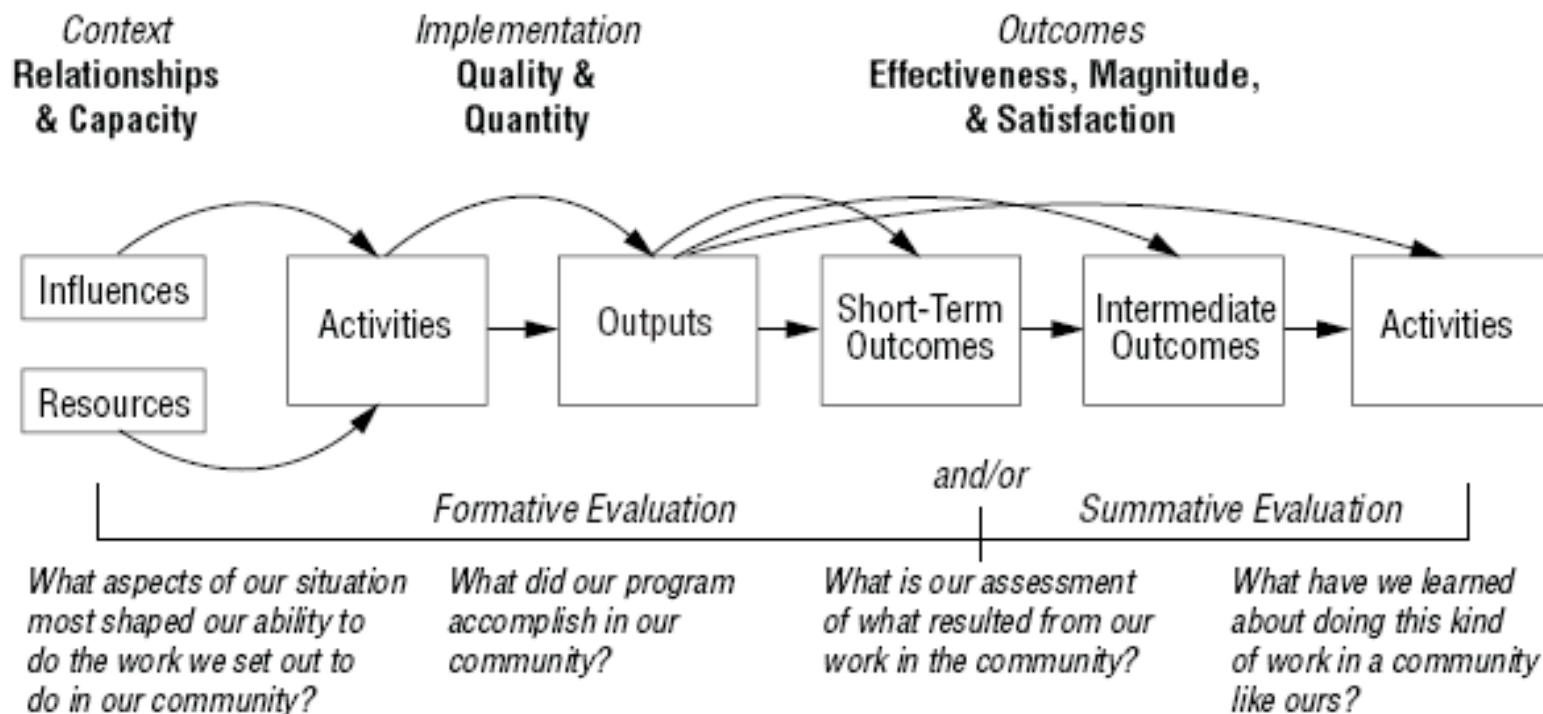 Context
Relationships
& Capacity
Implementation
Quality &
Quantity
Outcomes
Effectiveness, Magnitude,
& Satisfaction
Influences
Resources
Activities
Outputs
Short-Term
Outcomes
Intermediate
Outcomes
Activities
and/or
Formative Evaluation
Summative Evaluation
What aspects of our situation
most shaped our ability to
do the work we set out to
do in our community?
What did our program
accomplish in our
community?
What is our assessment
of what resulted from our
work in the community?
What have we learned
about doing this kind
of work in a community
like ours?